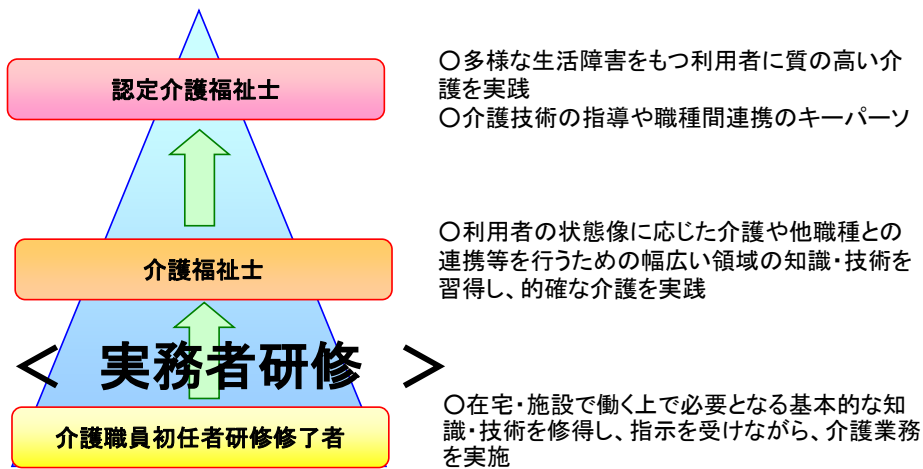 認定介護福祉士
〇多様な生活障害をもつ利用者に質の高い介
護を実践
〇介護技術の指導や職種間連携のキーパーソ
介護福祉士
〇利用者の状態像に応じた介護や他職種との
連携等を行うための幅広い領域の知識・技術を
習得し、的確な介護を実践
＜ 実務者研修 ＞
介護職員初任者研修修了者
〇在宅・施設で働く上で必要となる基本的な知
識・技術を修得し、指示を受けながら、介護業務
を実施